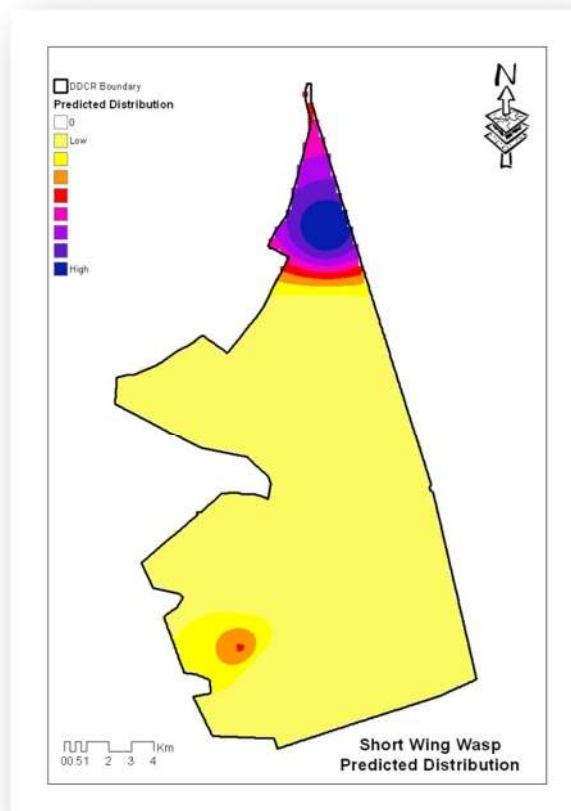 N
DDCR Boundary
Predicted Distribution
0
Low
High
Km
00.51 2 3 4
Short Wing Wasp
Predicted Distribution